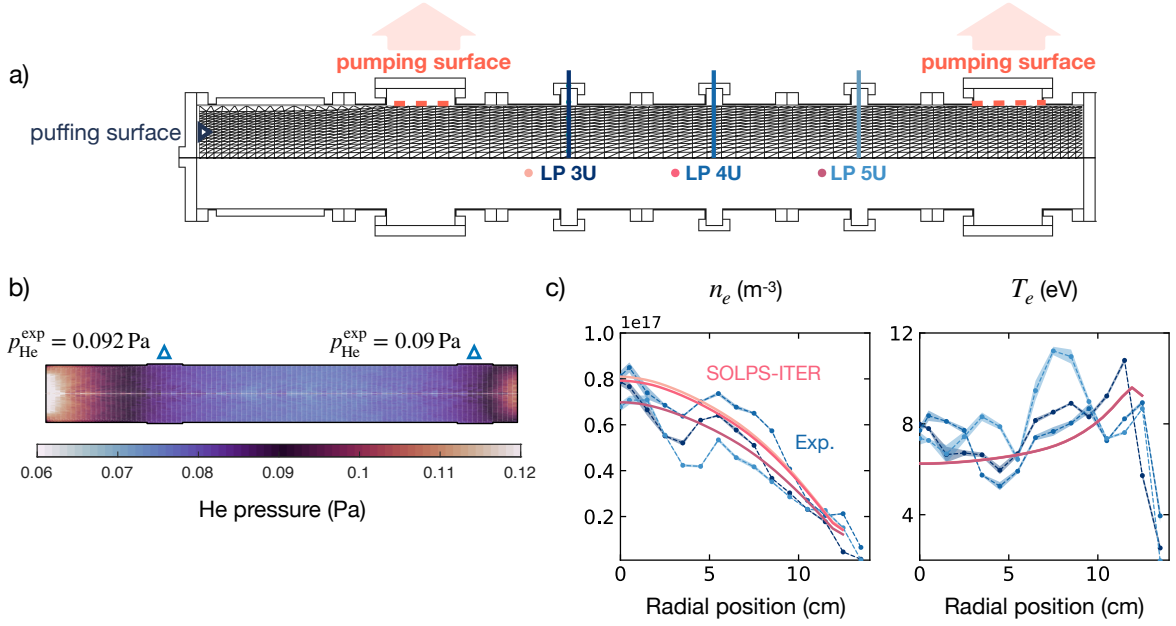 a)
pumping surface
pumping surface
puffing surface
LP 3U
LP 4U
LP 5U
b)
p_He^exp = 0.092 Pa
p_He^exp = 0.09 Pa
0.06 0.07 0.08 0.09 0.1 0.11 0.12
He pressure (Pa)
c)
n_e (m⁻³)
1e17
1.0
0.8
0.6
0.4
0.2
SOLPS-ITER
Exp.
0 5 10
Radial position (cm)
T_e (eV)
12
8
4
0 5 10
Radial position (cm)